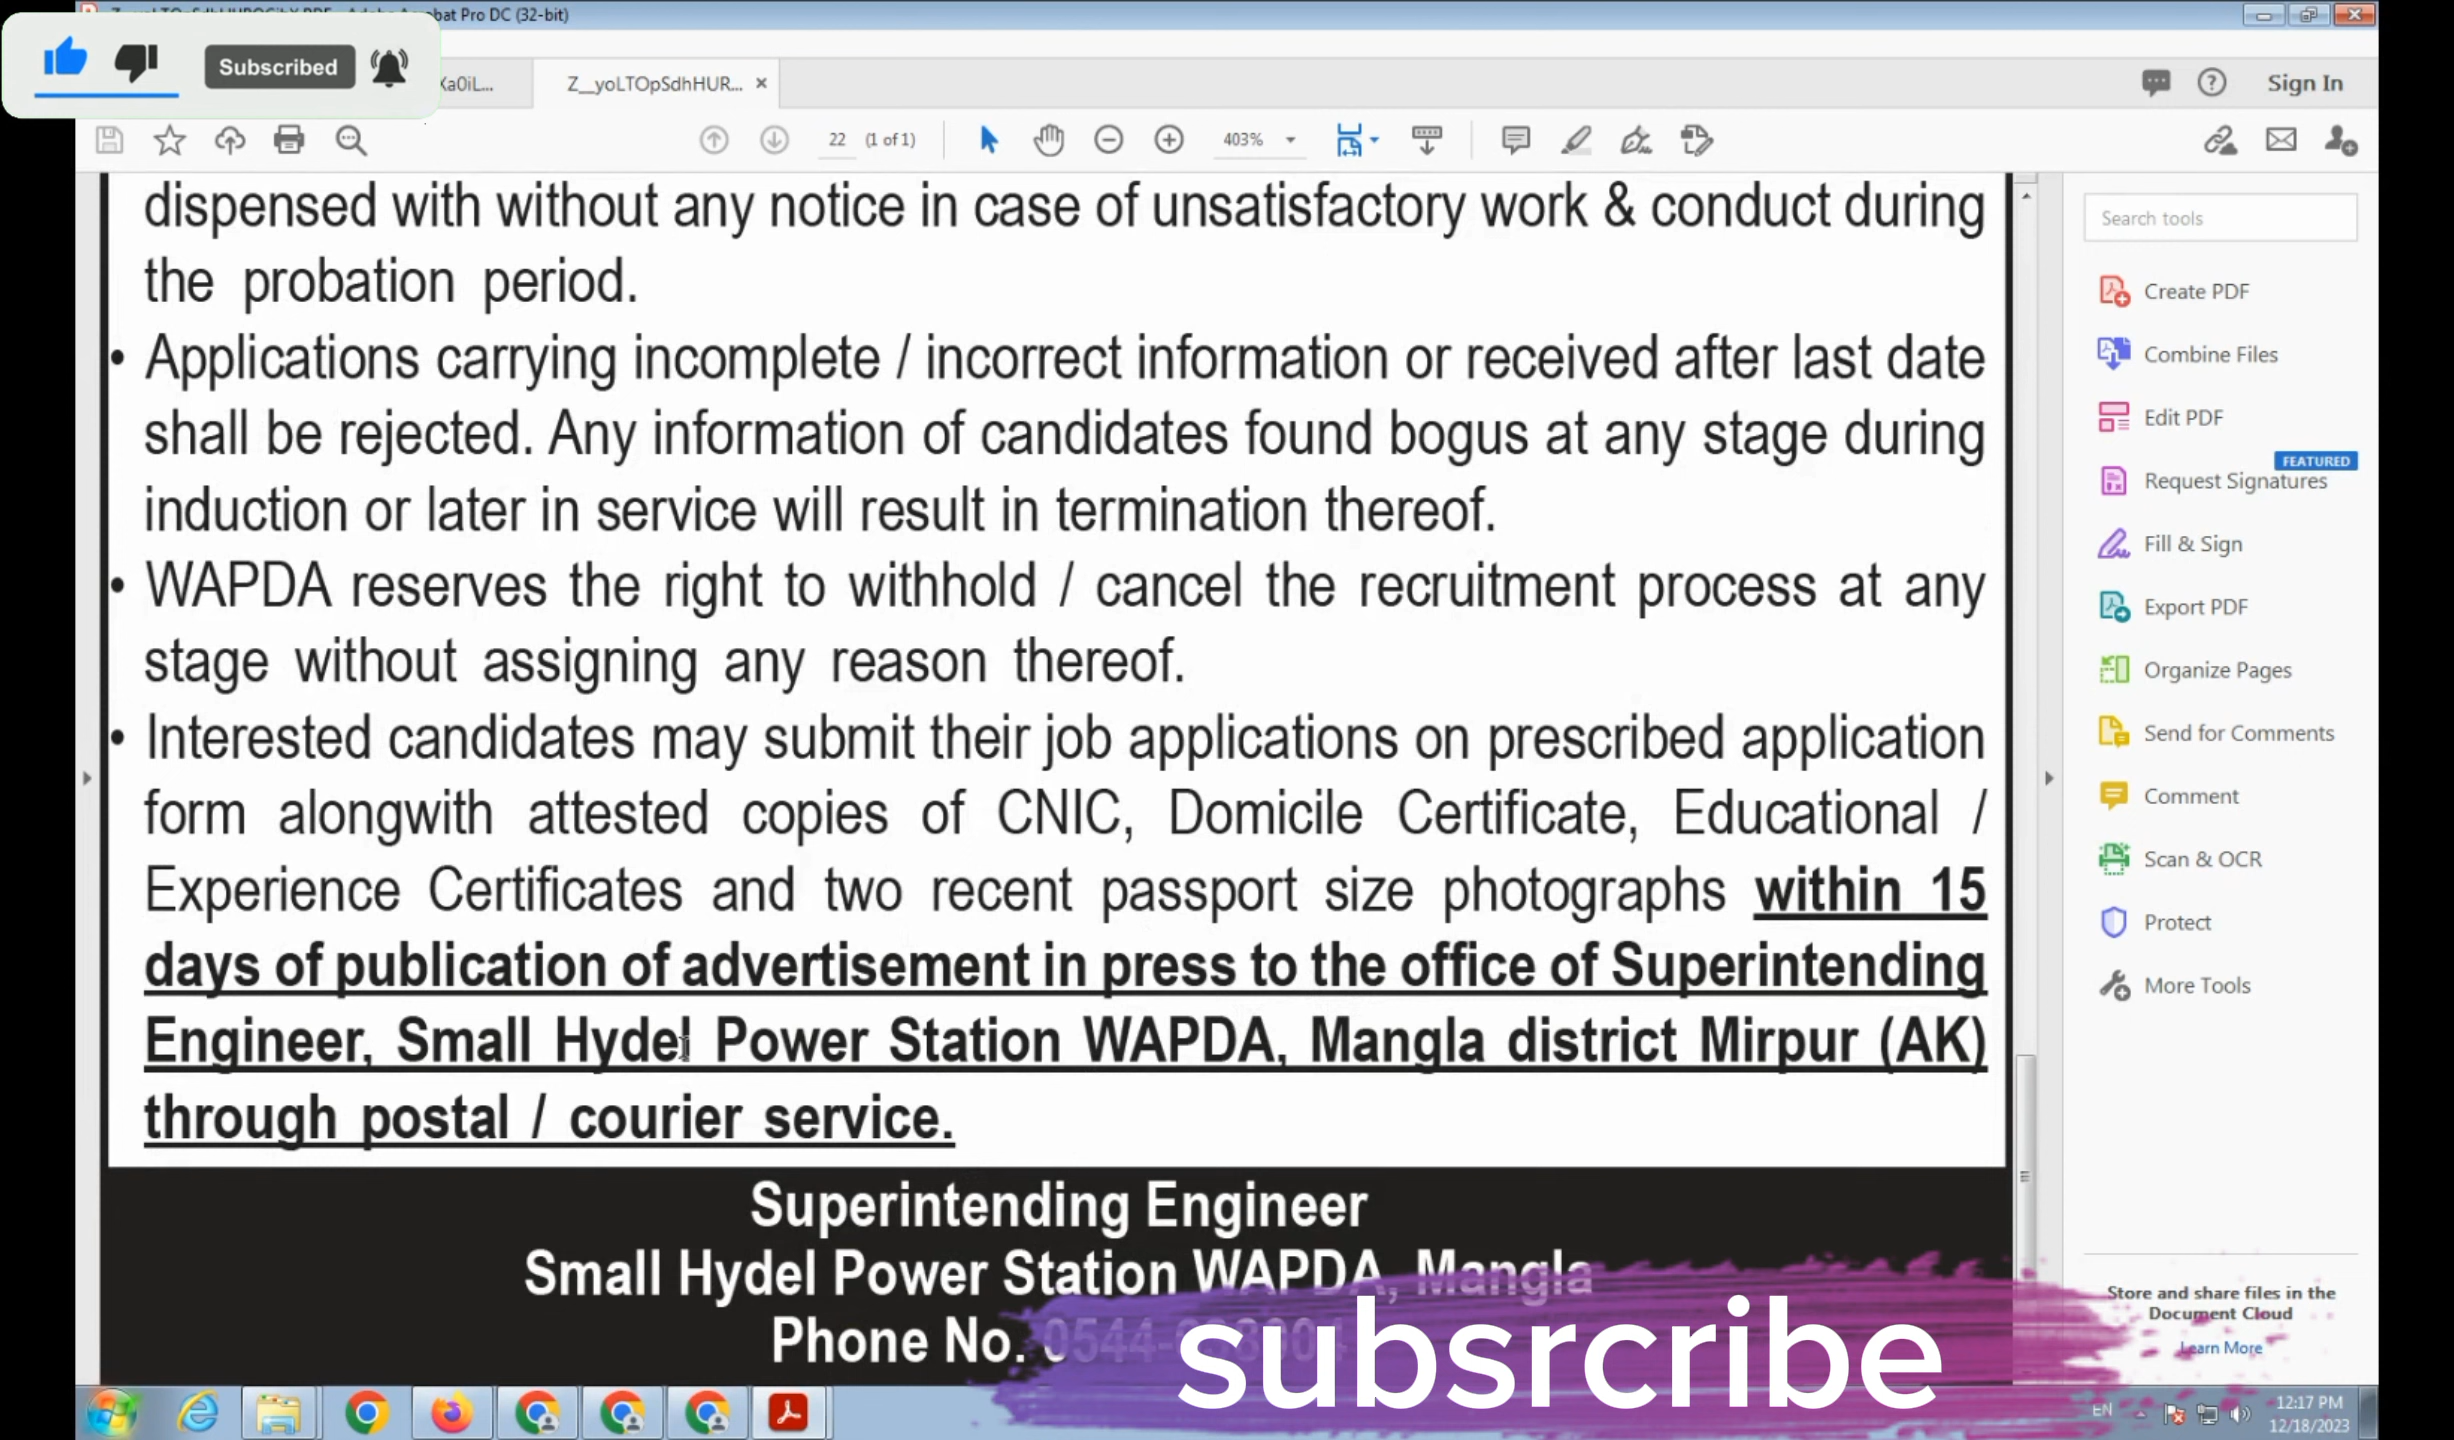 bat Pro DC (32-bit)
Subscribed
Ka0iL...
Z__yoLTOpSdhHUR...
Sign In
22 (1 of 1)
403%
dispensed with without any notice in case of unsatisfactory work & conduct during
the probation period.
• Applications carrying incomplete / incorrect information or received after last date
shall be rejected. Any information of candidates found bogus at any stage during
induction or later in service will result in termination thereof.
• WAPDA reserves the right to withhold / cancel the recruitment process at any
stage without assigning any reason thereof.
• Interested candidates may submit their job applications on prescribed application
form alongwith attested copies of CNIC, Domicile Certificate, Educational /
Experience Certificates and two recent passport size photographs within 15
days of publication of advertisement in press to the office of Superintending
Engineer, Small Hydel Power Station WAPDA, Mangla district Mirpur (AK)
through postal / courier service.
Superintending Engineer
Small Hydel Power Station WAPDA, Mangla
Phone No.
subsrcribe
Search tools
Create PDF
Combine Files
Edit PDF
FEATURED
Request Signatures
Fill & Sign
Export PDF
Organize Pages
Send for Comments
Comment
Scan & OCR
Protect
More Tools
Store and share files in the
Document Cloud
Learn More
EN
12:17 PM
12/18/2023